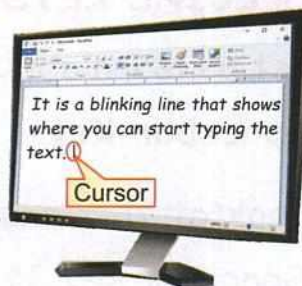 It is a blinking line that shows
where you can start typing the
text.
Cursor